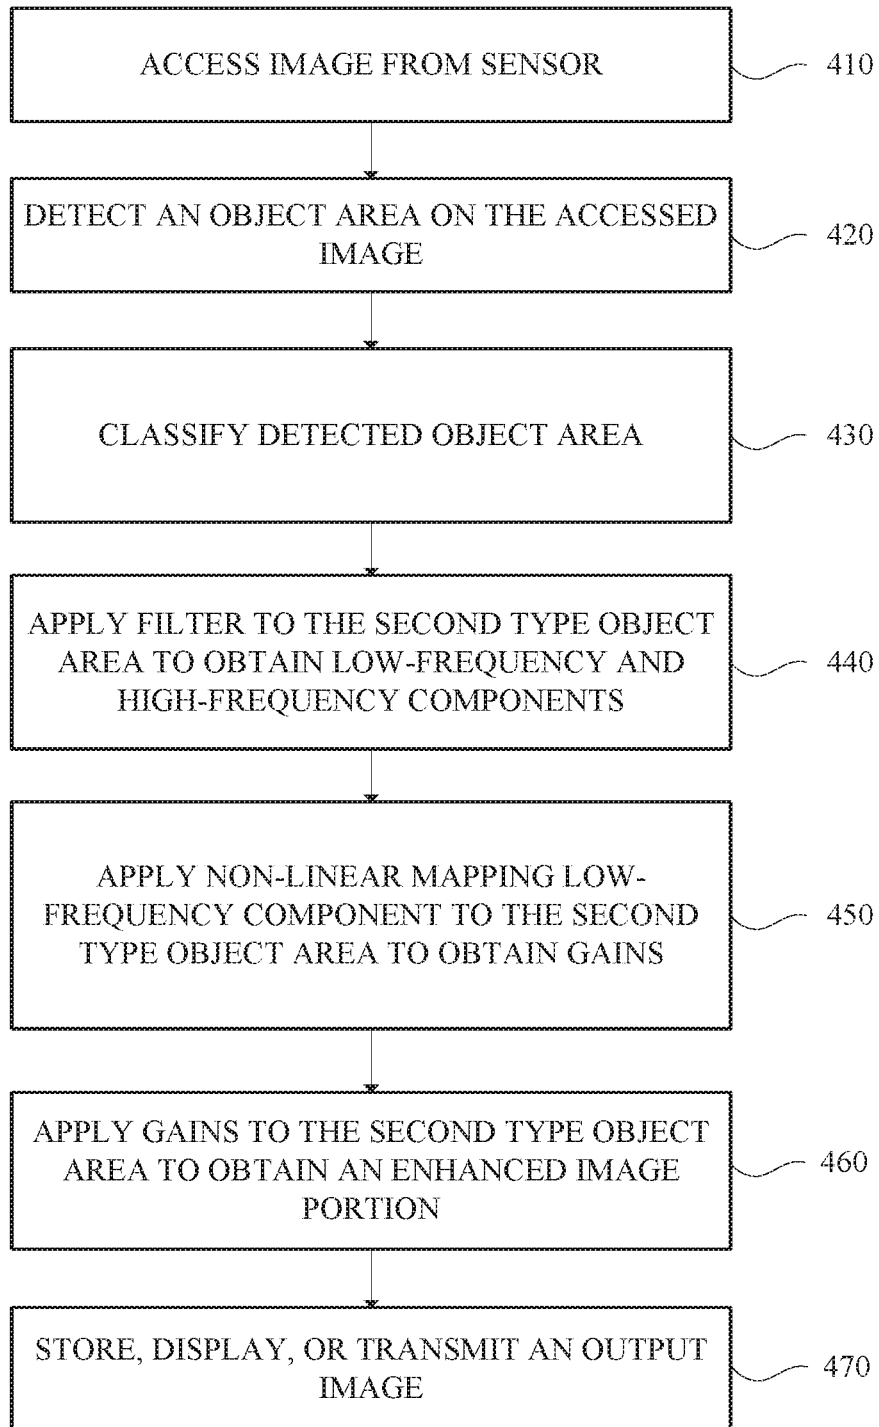 ACCESS IMAGE FROM SENSOR
410
DETECT AN OBJECT AREA ON THE ACCESSED
IMAGE
420
CLASSIFY DETECTED OBJECT AREA
430
APPLY FILTER TO THE SECOND TYPE OBJECT
AREA TO OBTAIN LOW-FREQUENCY AND
HIGH-FREQUENCY COMPONENTS
440
APPLY NON-LINEAR MAPPING LOW-
FREQUENCY COMPONENT TO THE SECOND
TYPE OBJECT AREA TO OBTAIN GAINS
450
APPLY GAINS TO THE SECOND TYPE OBJECT
AREA TO OBTAIN AN ENHANCED IMAGE
PORTION
460
STORE, DISPLAY, OR TRANSMIT AN OUTPUT
IMAGE
470